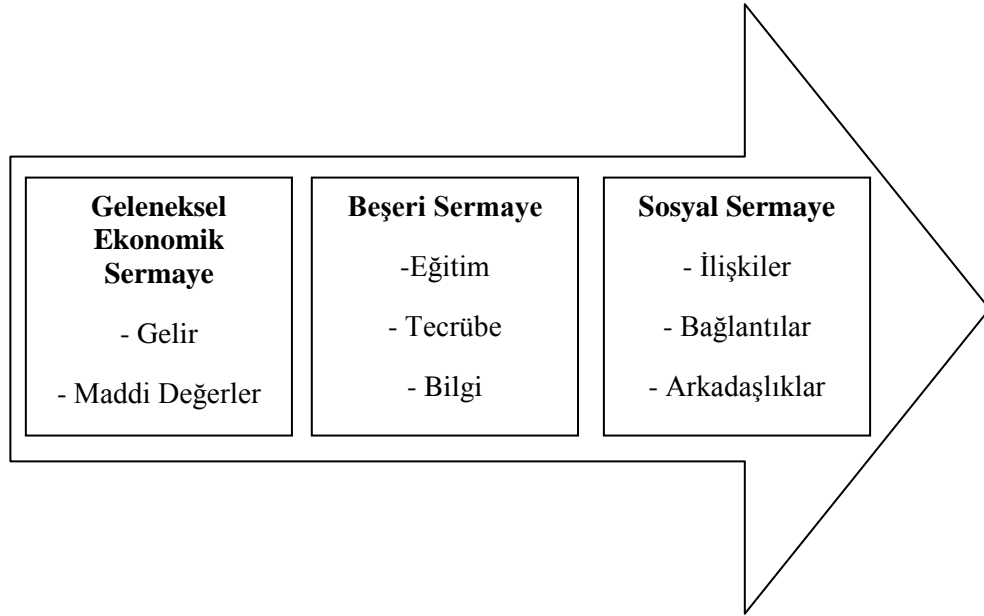 Geleneksel
Ekonomik
Sermaye
- Gelir
- Maddi Değerler
Beşeri Sermaye
-Eğitim
- Tecrübe
- Bilgi
Sosyal Sermaye
- İlişkiler
- Bağlantılar
- Arkadaşlıklar